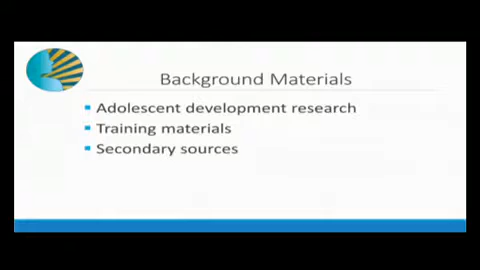 Background Materials
Adolescent development research
Training materials
Secondary sources